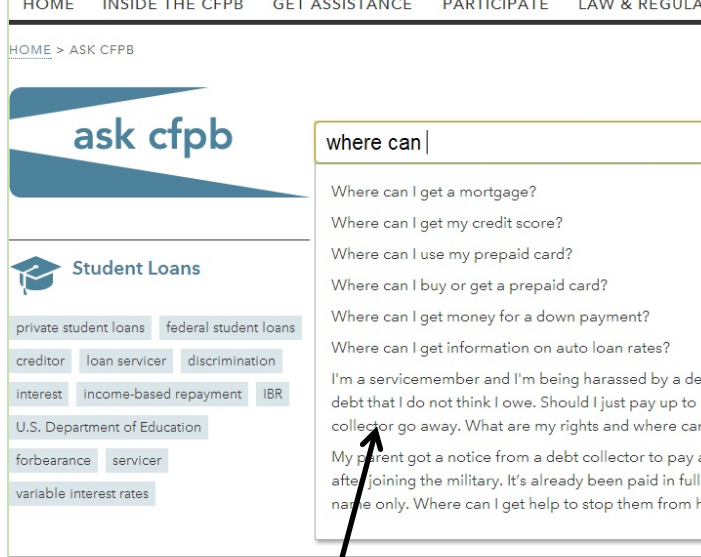 HOME INSIDE THE CFPB GET ASSISTANCE PARTICIPATE LAW &
HOME > ASK CFPB
ask cfpb
where can
Where can I get a mortgage?
Where can I get my credit score?
Where can I use my prepaid card?
Where can I buy or get a prepaid card?
Where can I get money for a down payment?
Where can I get information on auto loan rates?
I'm a servicemember and I'm being harassed by a
debt that I do not think I owe. Should I just pay up to
collector go away. What are my rights and where
My parent got a notice from a debt collector to pay
after joining the military. It's already been paid in full
name only. Where can I get help to stop them from
Student Loans
private student loans federal student loans
creditor loan servicer discrimination
interest income-based repayment IBR
U.S. Department of Education
forbearance servicer
variable interest rates